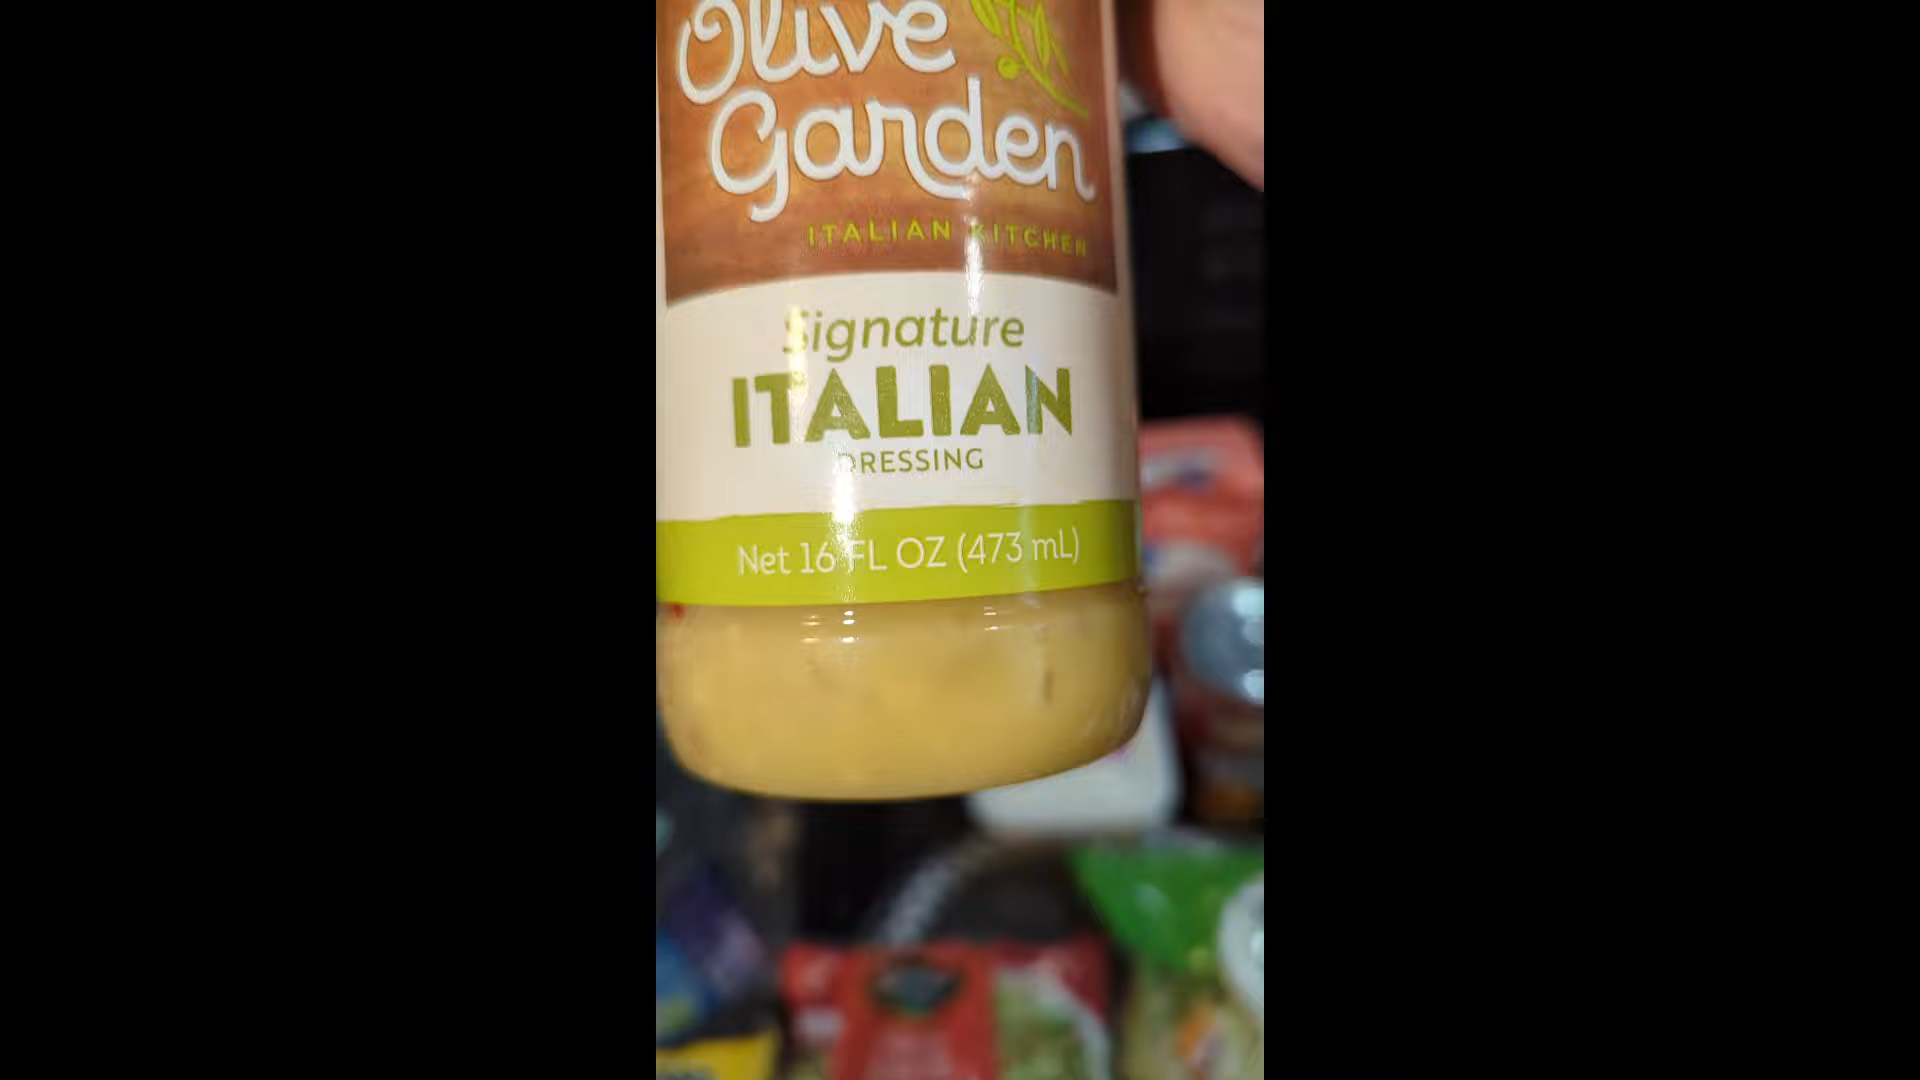 Olive
Garden
ITALIAN KITCHEN
Signature
ITALIAN
DRESSING
Net 16 FL OZ (473 mL)